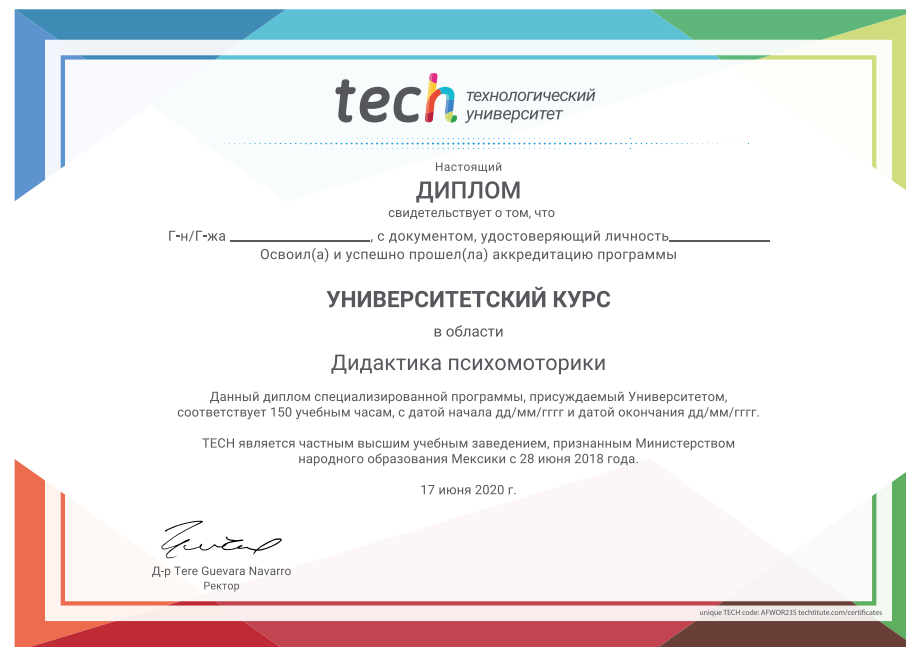 tech технологический
университет
Настоящий
ДИПЛОМ
свидетельствует о том, что
Г-н/Г-жа ____________________, с документом, удостоверяющий личность______________
Освоил(а) и успешно прошел(ла) аккредитацию программы
УНИВЕРСИТЕТСКИЙ КУРС
в области
Дидактика психомоторики
Данный диплом специализированной программы, присуждаемый Университетом,
соответствует 150 учебным часам, с датой начала дд/мм/гггг и датой окончания дд/мм/гггг.
TECH является частным высшим учебным заведением, признанным Министерством
народного образования Мексики с 28 июня 2018 года.
17 июня 2020 г.
Д-р Tere Guevara Navarro
Ректор
unique TECH code: AFWOR23S techtitute.com/certificates